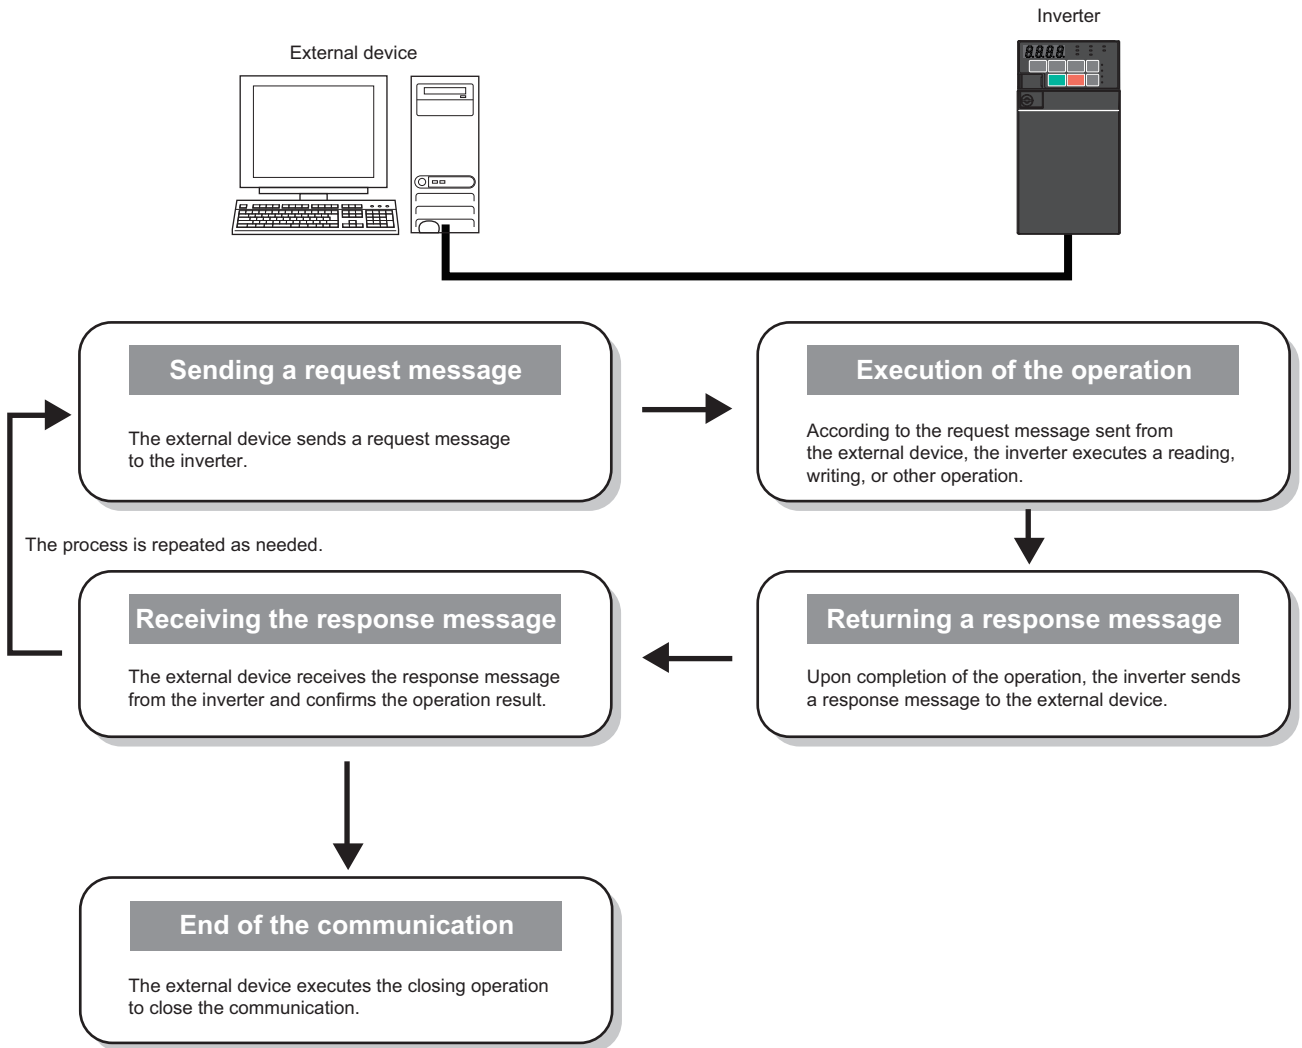 Inverter
External device
8.8.8.8.
Sending a request message
The external device sends a request message
to the inverter.
Execution of the operation
According to the request message sent from
the external device, the inverter executes a reading,
writing, or other operation.
The process is repeated as needed.
Receiving the response message
The external device receives the response message
from the inverter and confirms the operation result.
Returning a response message
Upon completion of the operation, the inverter sends
a response message to the external device.
End of the communication
The external device executes the closing operation
to close the communication.